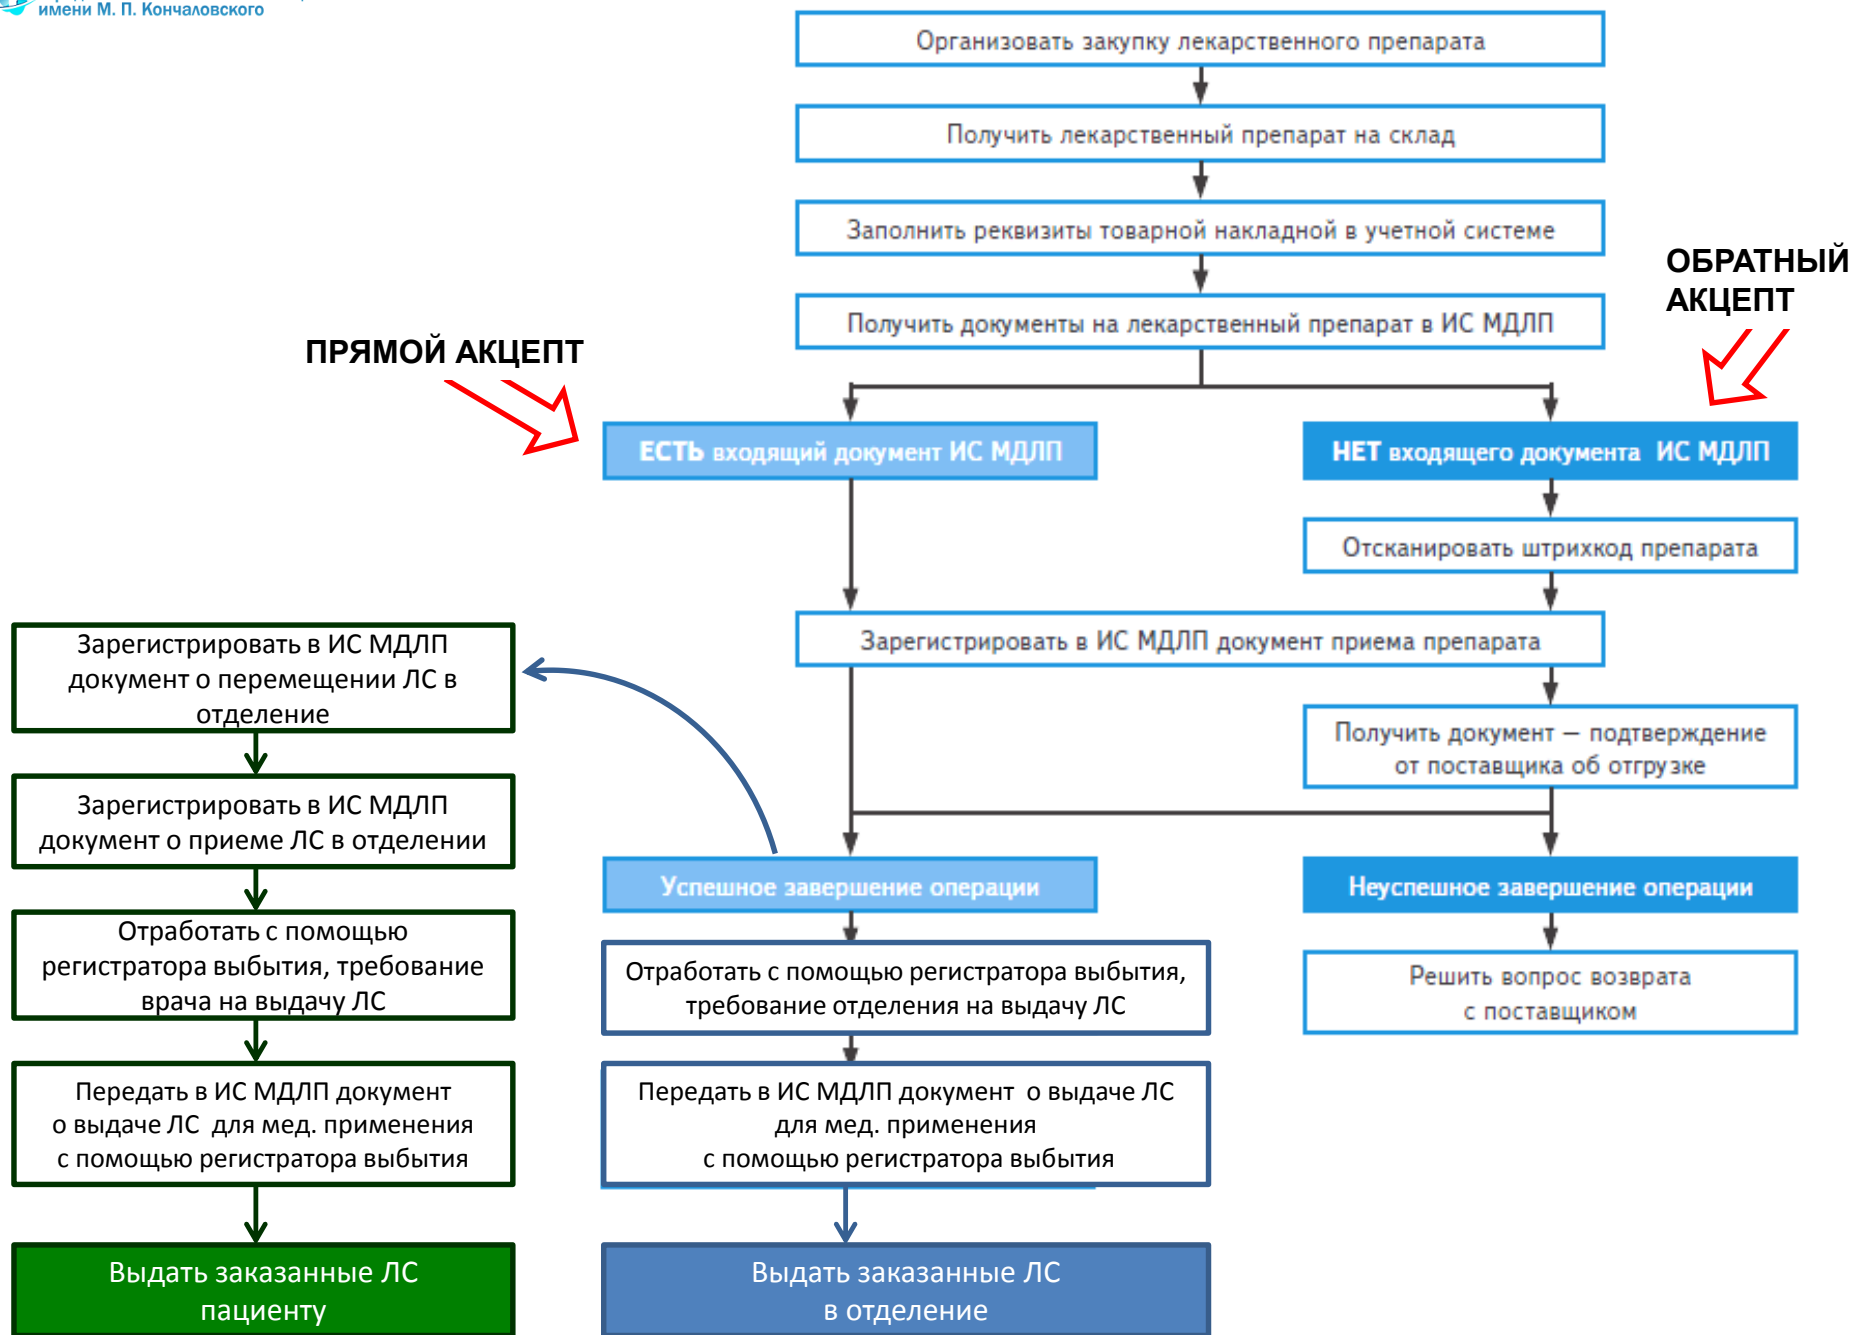 имени М. П. Кончаловского
Организовать закупку лекарственного препарата
Получить лекарственный препарат на склад
Заполнить реквизиты товарной накладной в учетной системе
ОБРАТНЫЙ
АКЦЕПТ
Получить документы на лекарственный препарат в ИС МДЛП
ПРЯМОЙ АКЦЕПТ
ЕСТЬ входящий документ ИС МДЛП
НЕТ входящего документа ИС МДЛП
Отсканировать штрихкод препарата
Зарегистрировать в ИС МДЛП документ приема препарата
Получить документ – подтверждение
от поставщика об отгрузке
Зарегистрировать в ИС МДЛП
документ о перемещении ЛС в
отделение
Зарегистрировать в ИС МДЛП
документ о приеме ЛС в отделении
Отработать с помощью
регистратора выбытия, требование
врача на выдачу ЛС
Передать в ИС МДЛП документ
о выдаче ЛС для мед. применения
с помощью регистратора выбытия
Выдать заказанные ЛС
пациенту
Успешное завершение операции
Отработать с помощью регистратора выбытия,
требование отделения на выдачу ЛС
Передать в ИС МДЛП документ о выдаче ЛС
для мед. применения
с помощью регистратора выбытия
Выдать заказанные ЛС
в отделение
Неуспешное завершение операции
Решить вопрос возврата
с поставщиком